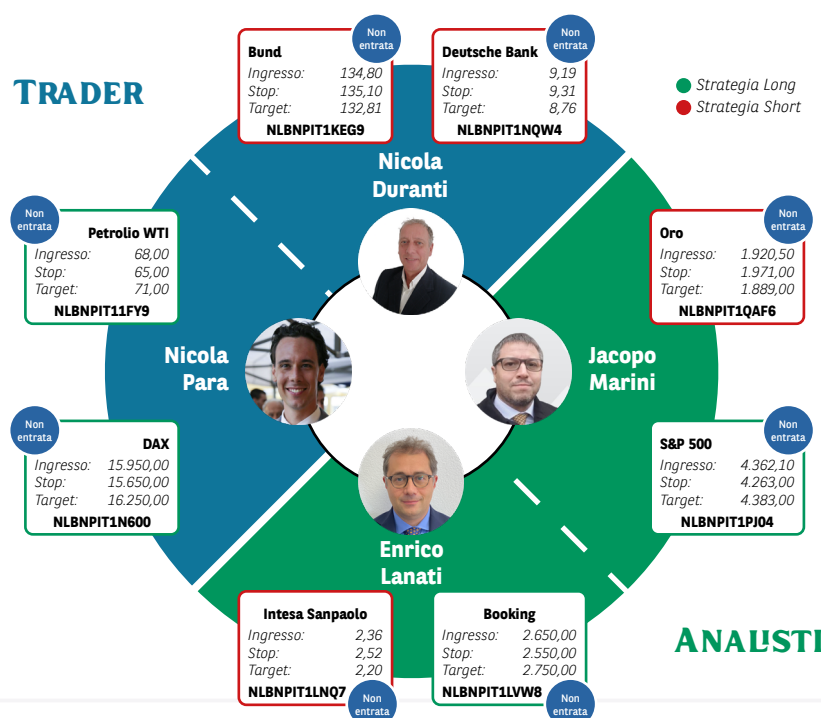 TRADER
Non
entrata
Bund
Ingresso: 134,80
Stop: 135,10
Target: 132,81
NLBNPIT1KEG9
Non
entrata
Deutsche Bank
Ingresso: 9,19
Stop: 9,31
Target: 8,76
NLBNPIT1NQW4
Strategia Long
Strategia Short
Nicola
Duranti
Non
entrata
Petrolio WTI
Ingresso: 68,00
Stop: 65,00
Target: 71,00
NLBNPIT11FY9
Non
entrata
Oro
Ingresso: 1.920,50
Stop: 1.971,00
Target: 1.889,00
NLBNPIT1QAF6
Nicola
Para
Jacopo
Marini
Non
entrata
DAX
Ingresso: 15.950,00
Stop: 15.650,00
Target: 16.250,00
NLBNPIT1N600
Non
entrata
S&P 500
Ingresso: 4.362,10
Stop: 4.263,00
Target: 4.383,00
NLBNPIT1PJ04
Enrico
Lanati
Intesa Sanpaolo
Ingresso: 2,36
Stop: 2,52
Target: 2,20
NLBNPIT1LNQ7
Non
entrata
Booking
Ingresso: 2.650,00
Stop: 2.550,00
Target: 2.750,00
NLBNPIT1LVW8
Non
entrata
ANALISTI